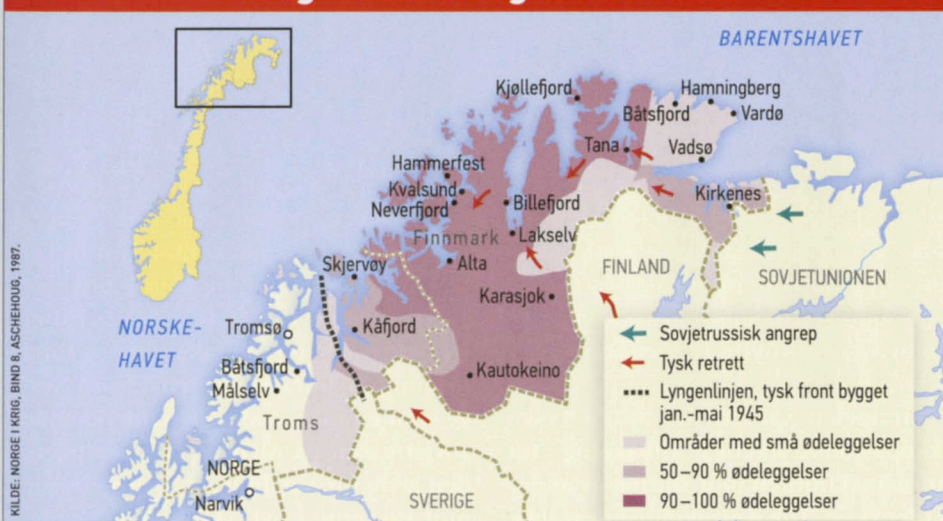 BARENTSHAVET
Kjøllefjord
Hamningberg
Båtsfjord
Vardø
Tana
Vadsø
Hammerfest
Kvalsund
Neverfjord
Billefjord
Kirkenes
Finnmark
Lakselv
Skjervøy
Alta
FINLAND
SOVJETUNIONEN
Karasjok
NORSKE-
HAVET
Tromsø
Kåfjord
Båtsfjord
Målselv
Kautokeino
Troms
NORGE
Narvik
SVERIGE
Sovjetrussisk angrep
Tysk retrett
Lyngenlinjen, tysk front bygget
jan.-mai 1945
Områder med små ødeleggelser
50–90 % ødeleggelser
90–100 % ødeleggelser
KILDE: NORGE I KRIG, BIND 8, ASCHEHOUG, 1987.